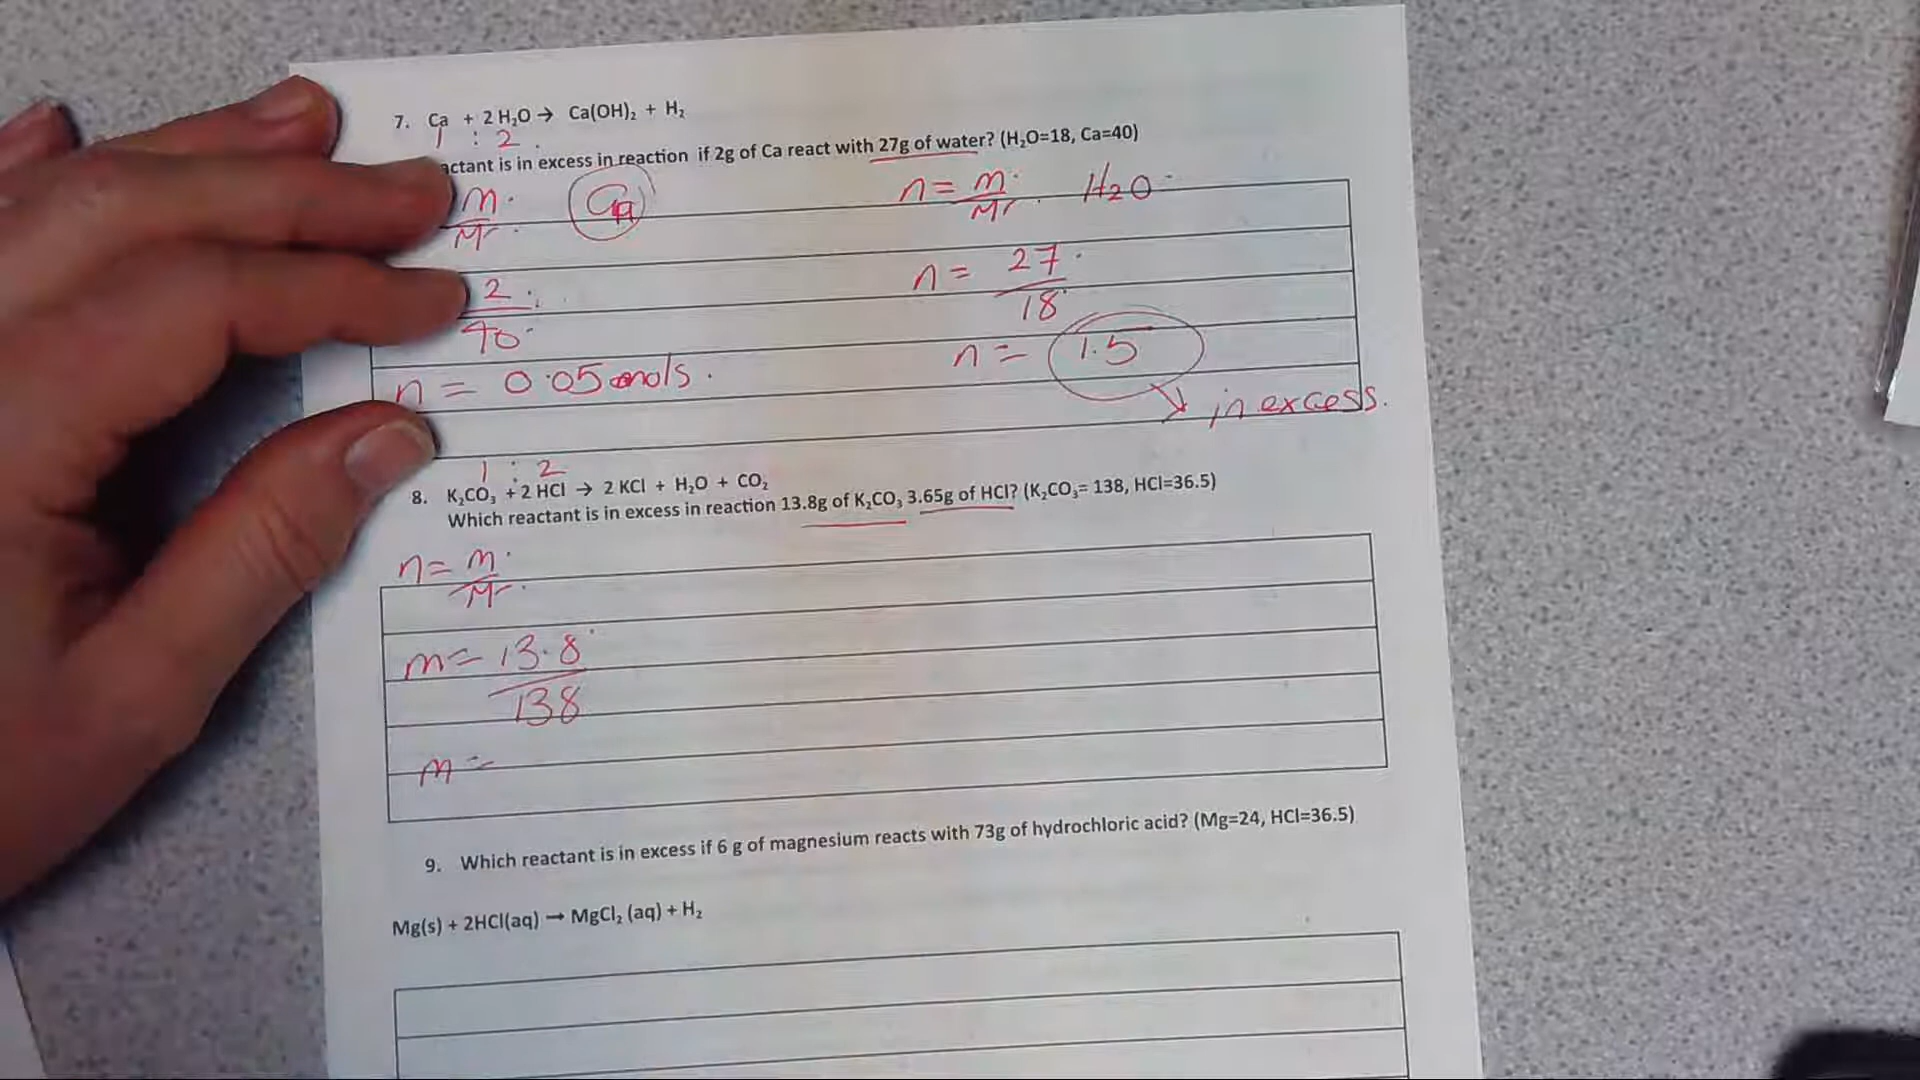 7. Ca + 2 H₂O → Ca(OH)₂ + H₂
1 : 2 .
actant is in excess in reaction if 2g of Ca react with 27g of water? (H₂O=18, Ca=40)
m Ca n = m H₂O
Mr Mr
2 n = 27
40 18
n = 0.05 mols. n = 1.5
in excess.
1 : 2
8. K₂CO₃ + 2 HCl → 2 KCl + H₂O + CO₂
Which reactant is in excess in reaction 13.8g of K₂CO₃ 3.65g of HCl? (K₂CO₃= 138, HCl=36.5)
n = m
Mr
m = 13.8
138
m =
9. Which reactant is in excess if 6 g of magnesium reacts with 73g of hydrochloric acid? (Mg=24, HCl=36.5)
Mg(s) + 2HCl(aq) → MgCl₂ (aq) + H₂